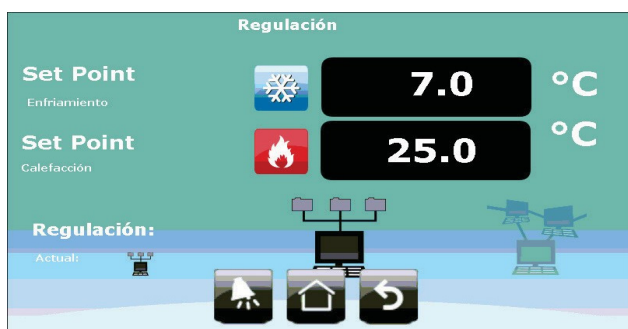 Regulación
Set Point
Enfriamiento
7.0 °C
Set Point
Calefacción
25.0 °C
Regulación:
Actual: